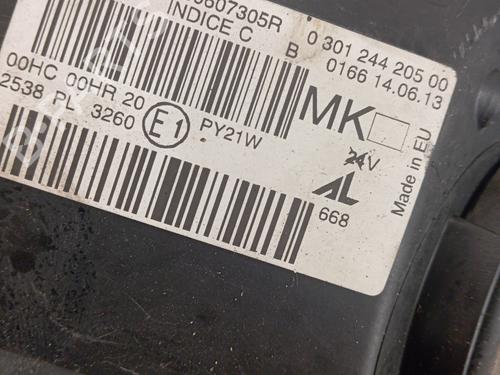 0 301 244 205 00
INDICE C
B
0166 14.06.13
00HC 00HR 20
2538 PL 3260
E1
PY21W
MK
24V
AL
668
Made in EU